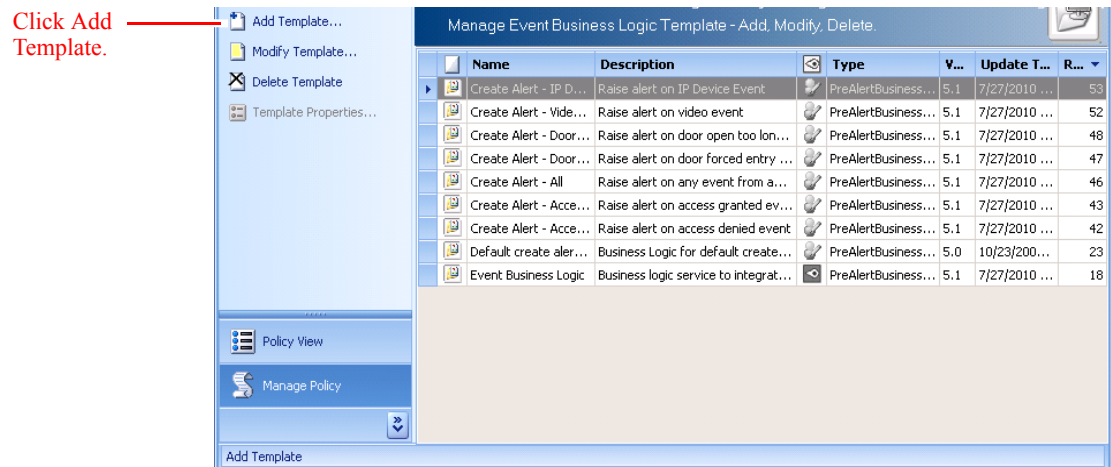 Click Add
Template.
Add Template...
Modify Template...
Delete Template
Template Properties...
Manage Event Business Logic Template - Add, Modify, Delete.
Name Description Type V... Update T... R...
Create Alert - IP D... Raise alert on IP Device Event PreAlertBusiness... 5.1 7/27/2010 ... 53
Create Alert - Vide... Raise alert on video event PreAlertBusiness... 5.1 7/27/2010 ... 52
Create Alert - Door... Raise alert on door open too lon... PreAlertBusiness... 5.1 7/27/2010 ... 48
Create Alert - Door... Raise alert on door forced entry ... PreAlertBusiness... 5.1 7/27/2010 ... 47
Create Alert - All Raise alert on any event from a... PreAlertBusiness... 5.1 7/27/2010 ... 46
Create Alert - Acce... Raise alert on access granted ev... PreAlertBusiness... 5.1 7/27/2010 ... 43
Create Alert - Acce... Raise alert on access denied event PreAlertBusiness... 5.1 7/27/2010 ... 42
Default create aler... Business Logic for default create... PreAlertBusiness... 5.0 10/23/200... 23
Event Business Logic Business logic service to integrat... PreAlertBusiness... 5.1 7/27/2010 ... 18
Policy View
Manage Policy
Add Template